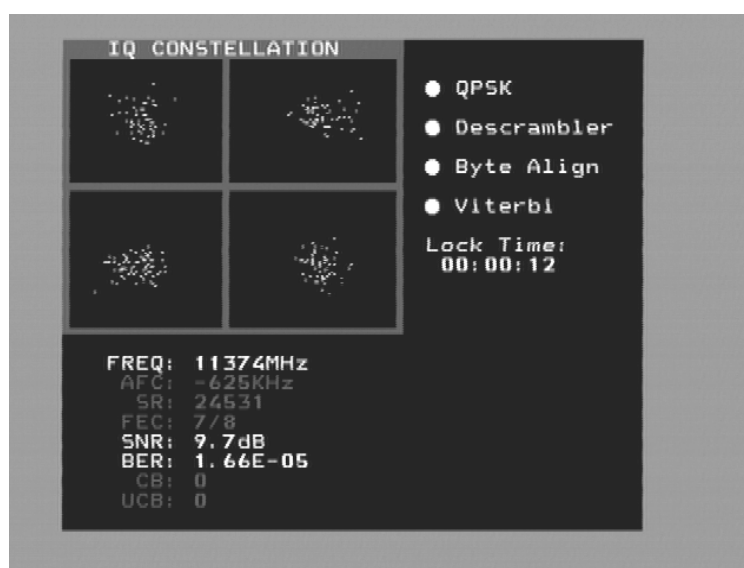 IQ CONSTELLATION
QPSK
Descrambler
Byte Align
Viterbi
Lock Time:
00:00:12
FREQ: 11374MHz
AFC: -625KHz
SR: 24531
FEC: 7/8
SNR: 9.7dB
BER: 1.66E-05
CB: 0
UCB: 0